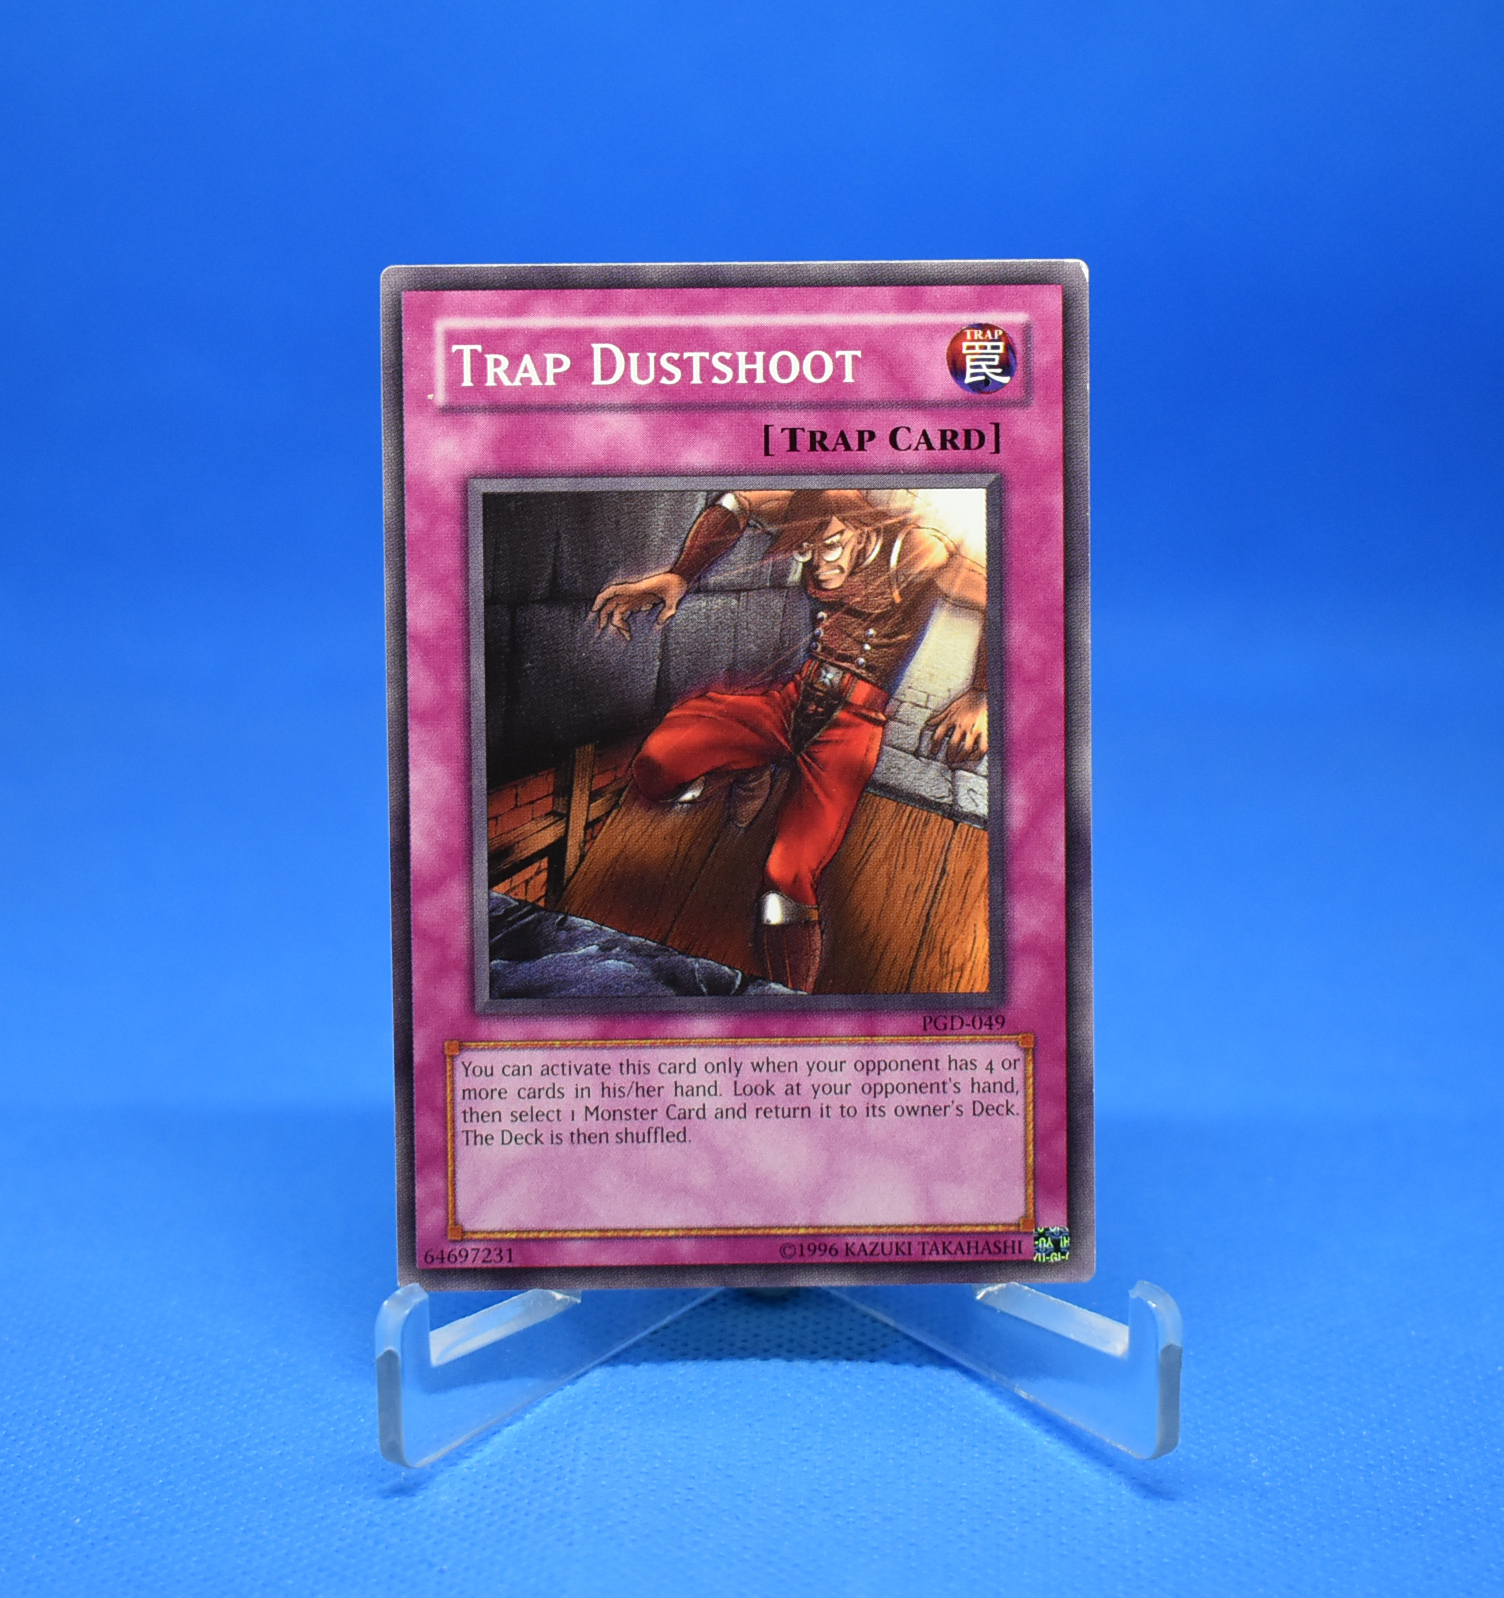 Trap Dustshoot
TRAP
罠
[Trap Card]
PGD-049
You can activate this card only when your opponent has 4 or
more cards in his/her hand. Look at your opponent's hand,
then select 1 Monster Card and return it to its owner's Deck.
The Deck is then shuffled.
64697231
©1996 KAZUKI TAKAHASHI